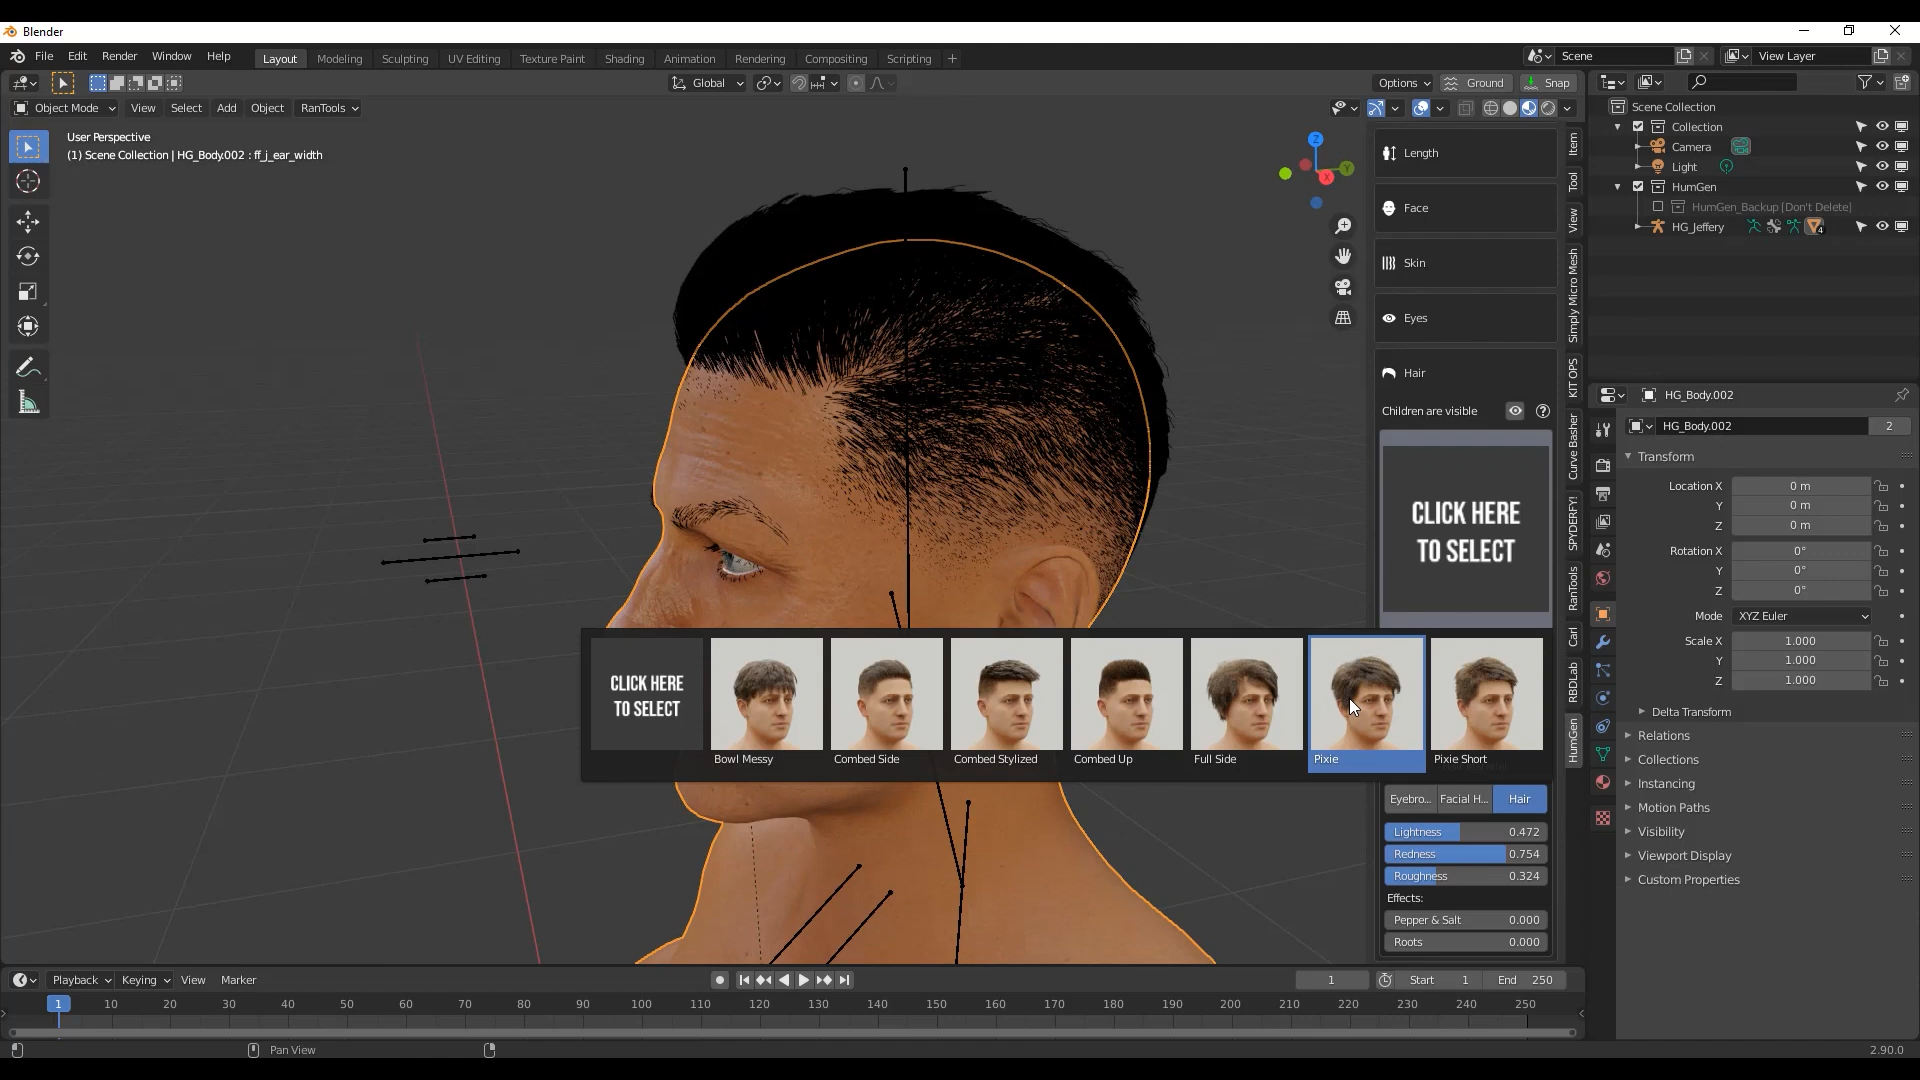 Blender
File Edit Render Window Help
Layout Modeling Sculpting UV Editing Texture Paint Shading Animation Rendering Compositing Scripting +
Scene
View Layer
Global
Options
Ground
Snap
Object Mode View Select Add Object RanTools
User Perspective
(1) Scene Collection | HG_Body.002 : ff_j_ear_width
Z
Y
X
Length
Face
Skin
Eyes
Hair
Children are visible
CLICK HERE
TO SELECT
CLICK HERE
TO SELECT
Bowl Messy
Combed Side
Combed Stylized
Combed Up
Full Side
Pixie
Pixie Short
Eyebro... Facial H... Hair
Lightness 0.472
Redness 0.754
Roughness 0.324
Effects:
Pepper & Salt 0.000
Roots 0.000
Item
Tool
View
Simply Micro Mesh
KIT OPS
Curve Basher
SPYDERFY!
RanTools
Carl
RBDLab
HumGen
Scene Collection
Collection
Camera
Light
HumGen
HumGen_Backup [Don't Delete]
HG_Jeffery
4
HG_Body.002
HG_Body.002 2
Transform
Location X 0 m
Y 0 m
Z 0 m
Rotation X 0°
Y 0°
Z 0°
Mode XYZ Euler
Scale X 1.000
Y 1.000
Z 1.000
Delta Transform
Relations
Collections
Instancing
Motion Paths
Visibility
Viewport Display
Custom Properties
Playback Keying View Marker
1
Start 1
End 250
1 10 20 30 40 50 60 70 80 90 100 110 120 130 140 150 160 170 180 190 200 210 220 230 240 250
Pan View
2.90.0